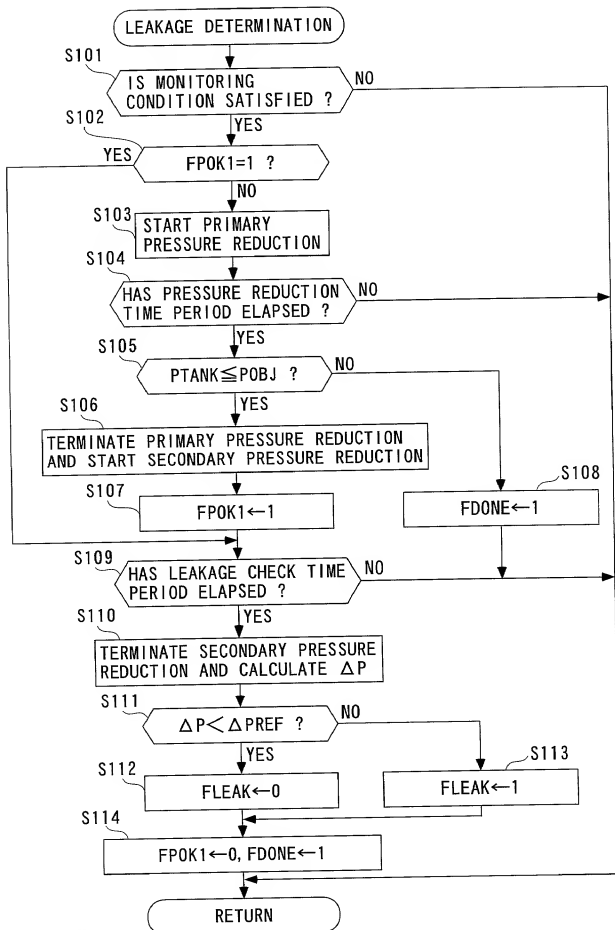 LEAKAGE DETERMINATION
S101
IS MONITORING
CONDITION SATISFIED ?
NO
YES
S102
FPOK1=1 ?
YES
NO
S103
START PRIMARY
PRESSURE REDUCTION
S104
HAS PRESSURE REDUCTION
TIME PERIOD ELAPSED ?
NO
YES
S105
PTANK≦POBJ ?
NO
YES
S106
TERMINATE PRIMARY PRESSURE REDUCTION
AND START SECONDARY PRESSURE REDUCTION
S107
FPOK1←1
S108
FDONE←1
S109
HAS LEAKAGE CHECK TIME
PERIOD ELAPSED ?
NO
YES
S110
TERMINATE SECONDARY PRESSURE
REDUCTION AND CALCULATE ΔP
S111
ΔP<ΔPREF ?
NO
YES
S112
FLEAK←0
S113
FLEAK←1
S114
FPOK1←0, FDONE←1
RETURN